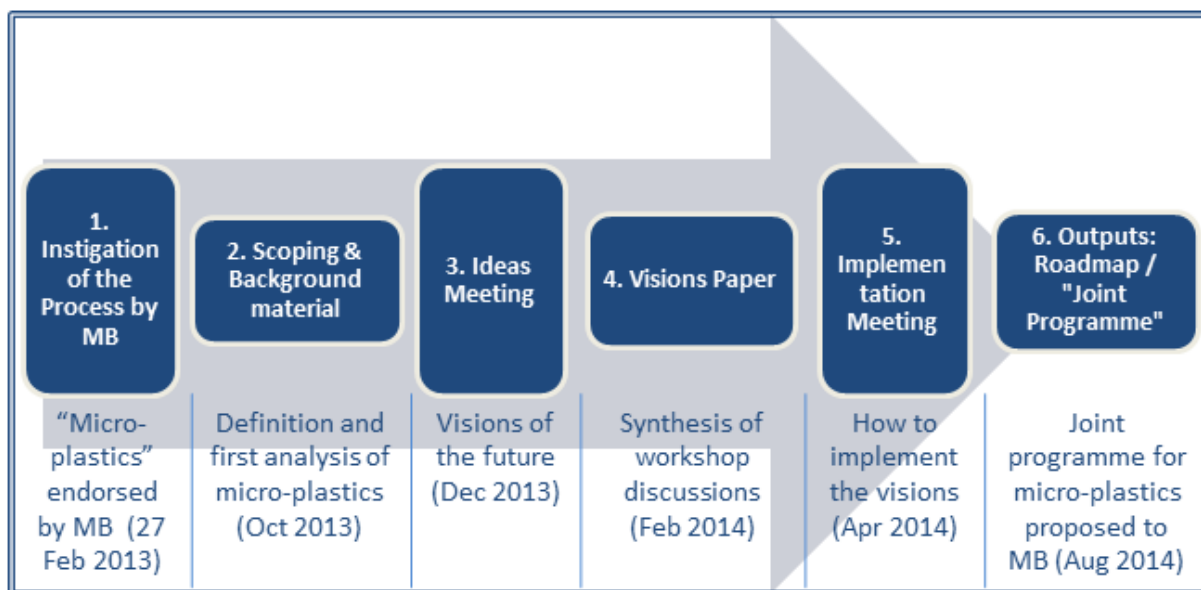 1.
Instigation
of the
Process by
MB
2. Scoping &
Background
material
3. Ideas
Meeting
4. Visions Paper
5.
Implemen
tation
Meeting
6. Outputs:
Roadmap /
"Joint
Programme"
“Micro-
plastics”
endorsed
by MB (27
Feb 2013)
Definition and
first analysis of
micro-plastics
(Oct 2013)
Visions of
the future
(Dec 2013)
Synthesis of
workshop
discussions
(Feb 2014)
How to
implement
the visions
(Apr 2014)
Joint
programme for
micro-plastics
proposed to
MB (Aug 2014)